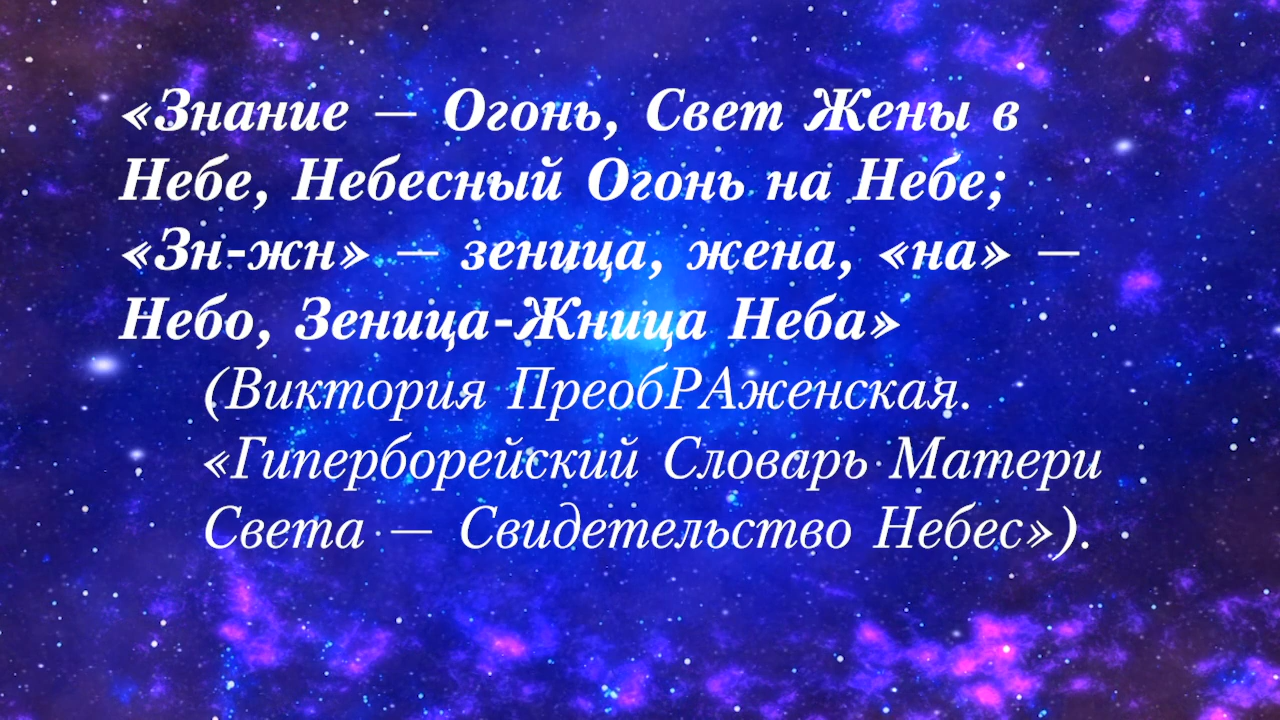 «Знание — Огонь, Свет Жены в
Небе, Небесный Огонь на Небе;
«Зн-жн» — зеница, жена, «на» —
Небо, Зеница-Жница Неба»
(Виктория ПреобРАженская.
«Гиперборейский Словарь Матери
Света — Свидетельство Небес»).